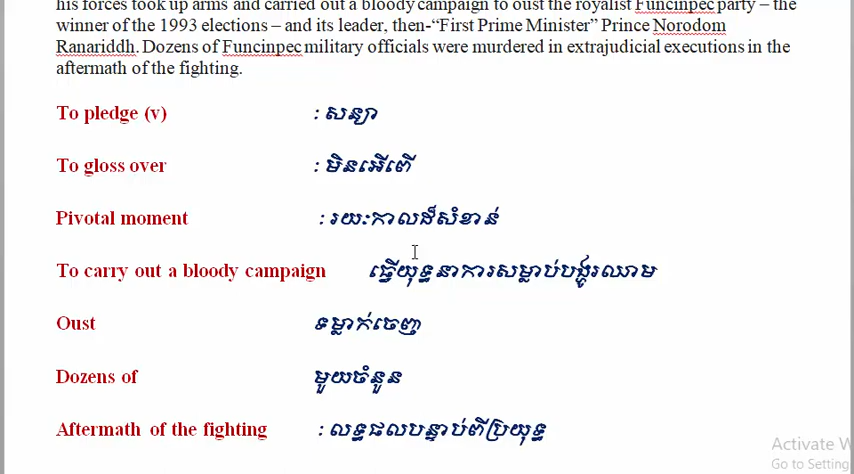 his forces took up arms and carried out a bloody campaign to oust the royalist Funcinpec party – the
winner of the 1993 elections – and its leader, then-“First Prime Minister” Prince Norodom
Ranariddh. Dozens of Funcinpec military officials were murdered in extrajudicial executions in the
aftermath of the fighting.
To pledge (v) : សន្យា
To gloss over : មិនអើពើ
Pivotal moment : រយៈកាលដ៏សំខាន់
To carry out a bloody campaign ធ្វើយុទ្ធនាការសម្លាប់បង្ហូរឈាម
Oust ទម្លាក់ចេញ
Dozens of មួយចំនួន
Aftermath of the fighting : លទ្ធផលបន្ទាប់ពីប្រយុទ្ធ
Activate W
Go to Setting